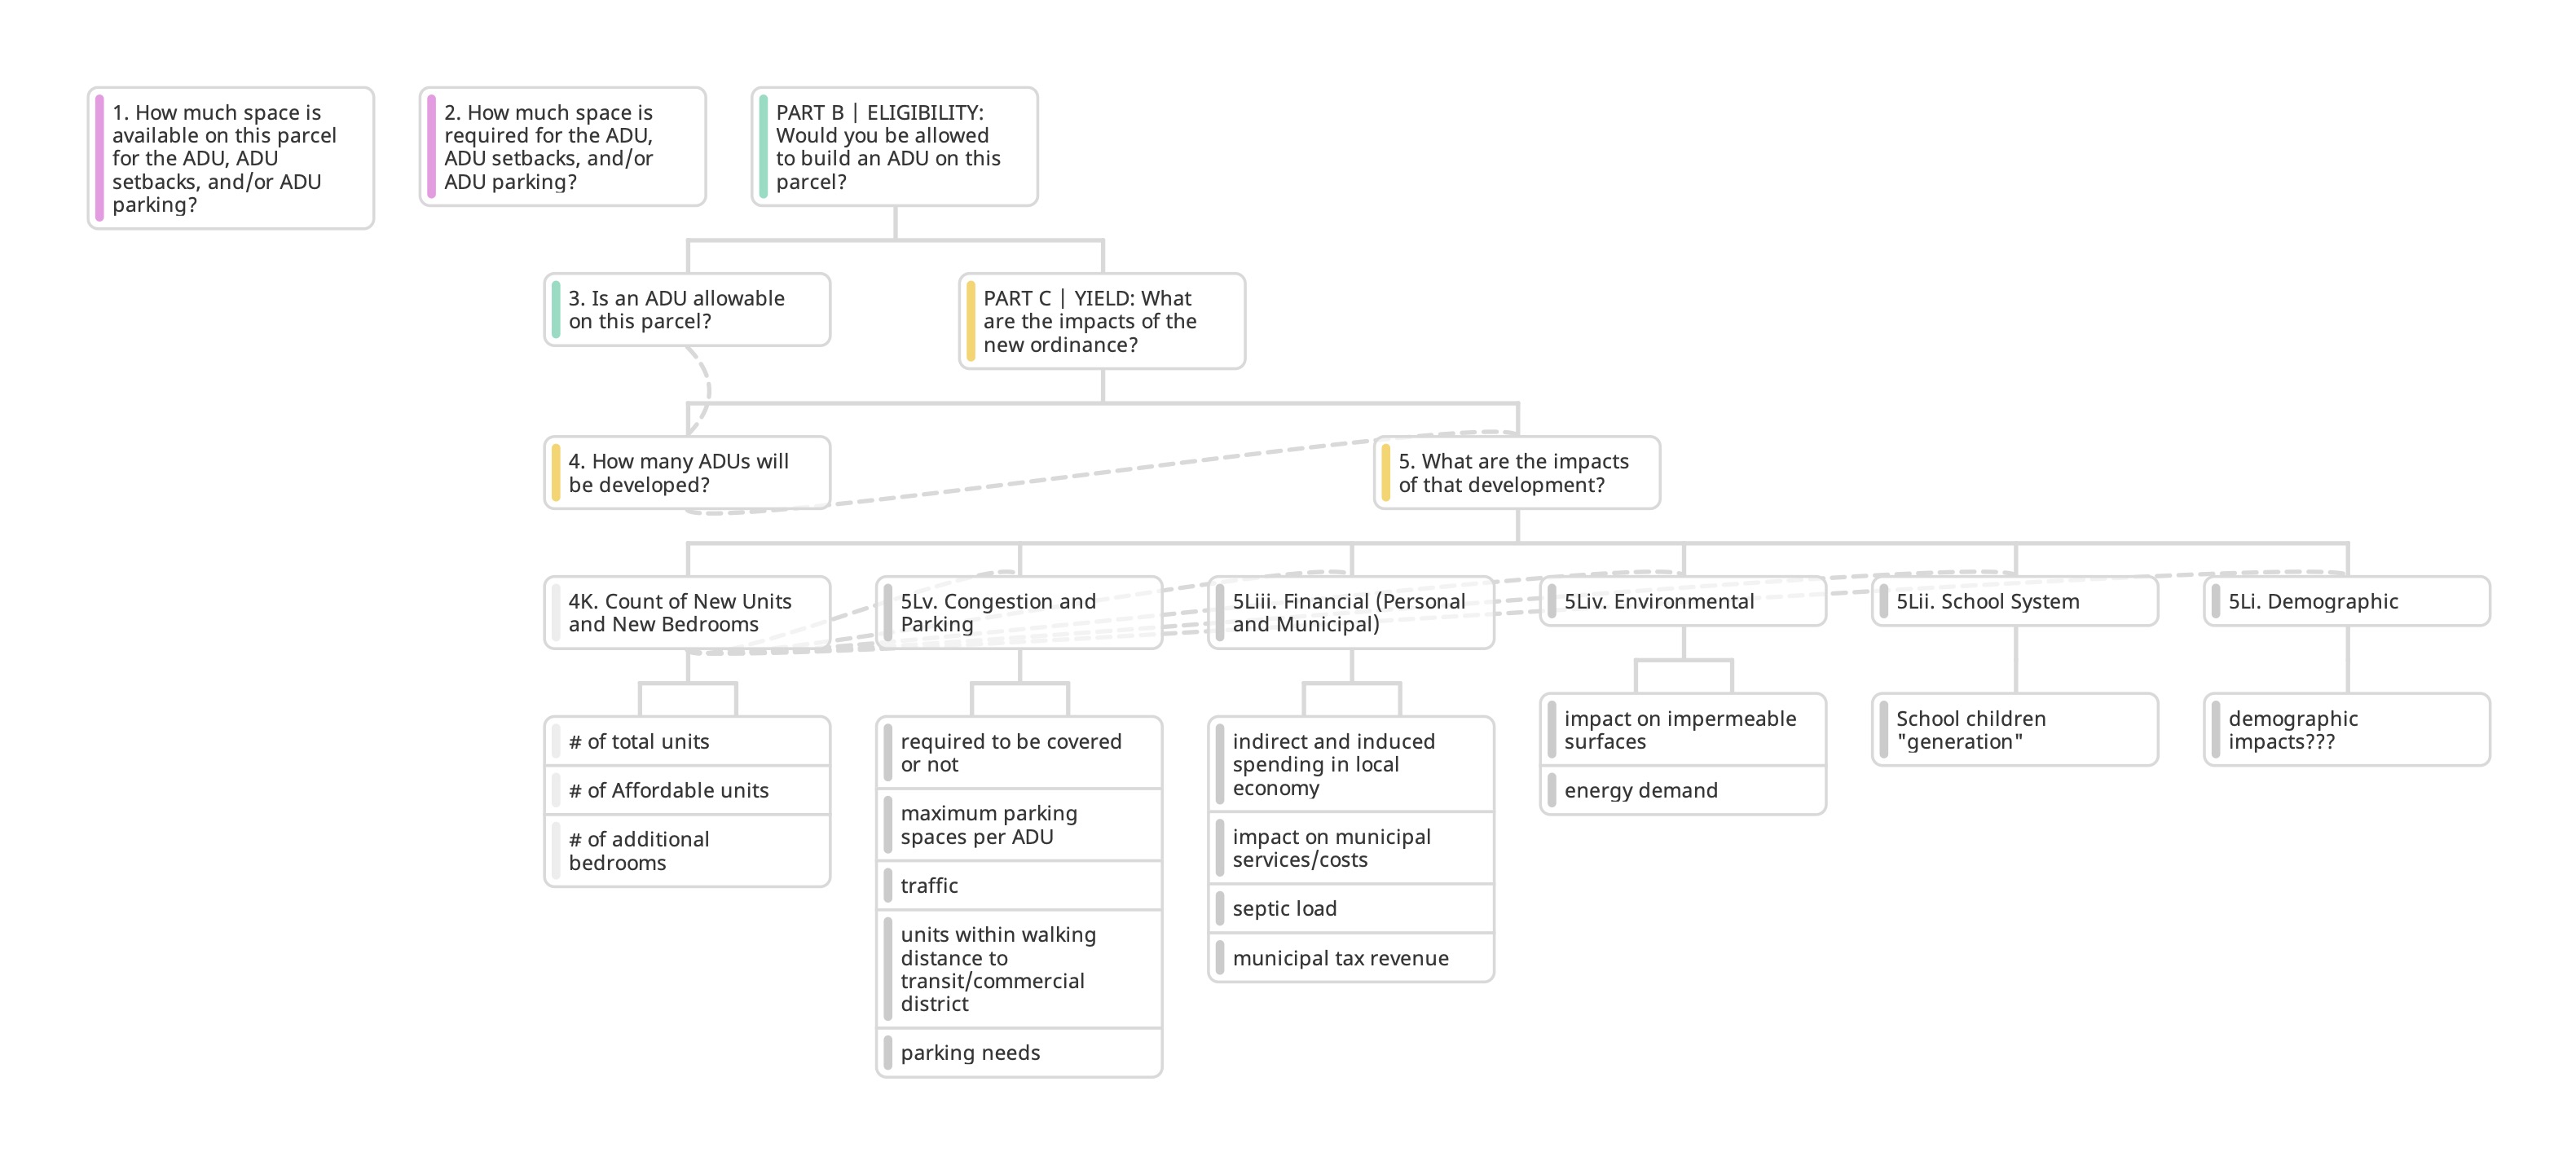 1. How much space is
available on this parcel
for the ADU, ADU
setbacks, and/or ADU
parking?
2. How much space is
required for the ADU,
ADU setbacks, and/or
ADU parking?
PART B | ELIGIBILITY:
Would you be allowed
to build an ADU on this
parcel?
3. Is an ADU allowable
on this parcel?
PART C | YIELD: What
are the impacts of the
new ordinance?
4. How many ADUs will
be developed?
5. What are the impacts
of that development?
4K. Count of New Units
and New Bedrooms
5Lv. Congestion and
Parking
5Liii. Financial (Personal
and Municipal)
5Liv. Environmental
5Lii. School System
5Li. Demographic
# of total units
# of Affordable units
# of additional
bedrooms
required to be covered
or not
maximum parking
spaces per ADU
traffic
units within walking
distance to
transit/commercial
district
parking needs
indirect and induced
spending in local
economy
impact on municipal
services/costs
septic load
municipal tax revenue
impact on impermeable
surfaces
energy demand
School children
"generation"
demographic
impacts???